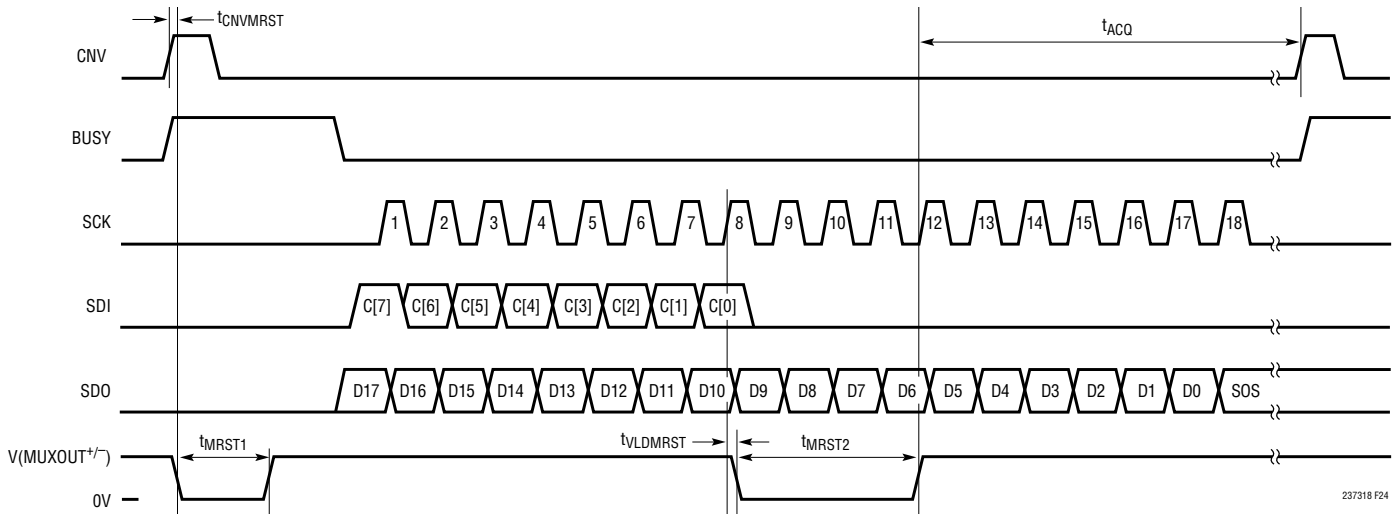 tCNVMRST
CNV
tACQ
BUSY
SCK
1 2 3 4 5 6 7 8 9 10 11 12 13 14 15 16 17 18
SDI
C[7] C[6] C[5] C[4] C[3] C[2] C[1] C[0]
SDO
D17 D16 D15 D14 D13 D12 D11 D10 D9 D8 D7 D6 D5 D4 D3 D2 D1 D0 SOS
V(MUXOUT+/–)
tMRST1
tVLDMRST
tMRST2
0V
237318 F24